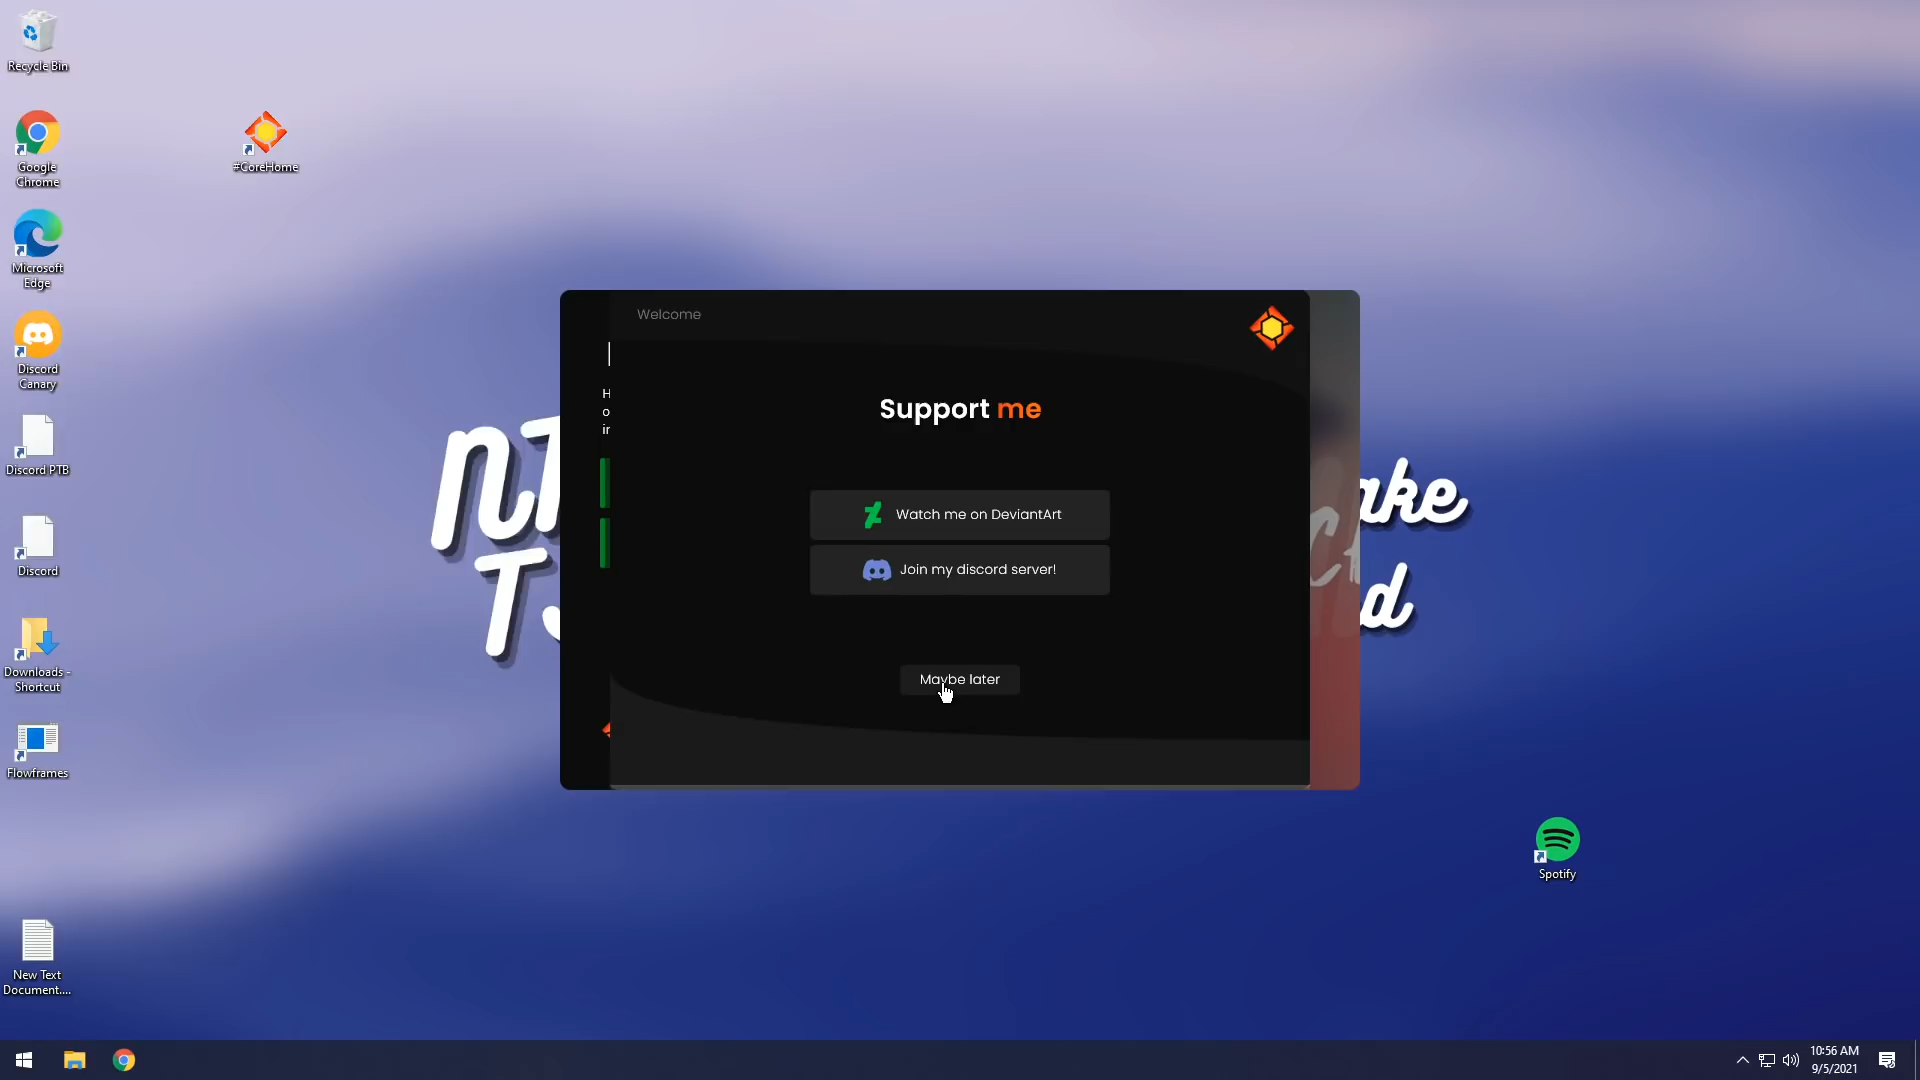 Recycle Bin
Google
Chrome
#CoreHome
Microsoft
Edge
Discord
Canary
Discord PTB
Discord
Downloads -
Shortcut
Flowframes
New Text
Document....
Welcome
Support me
Watch me on DeviantArt
Join my discord server!
Maybe later
H
o
ir
Spotify
10:56 AM
9/5/2021